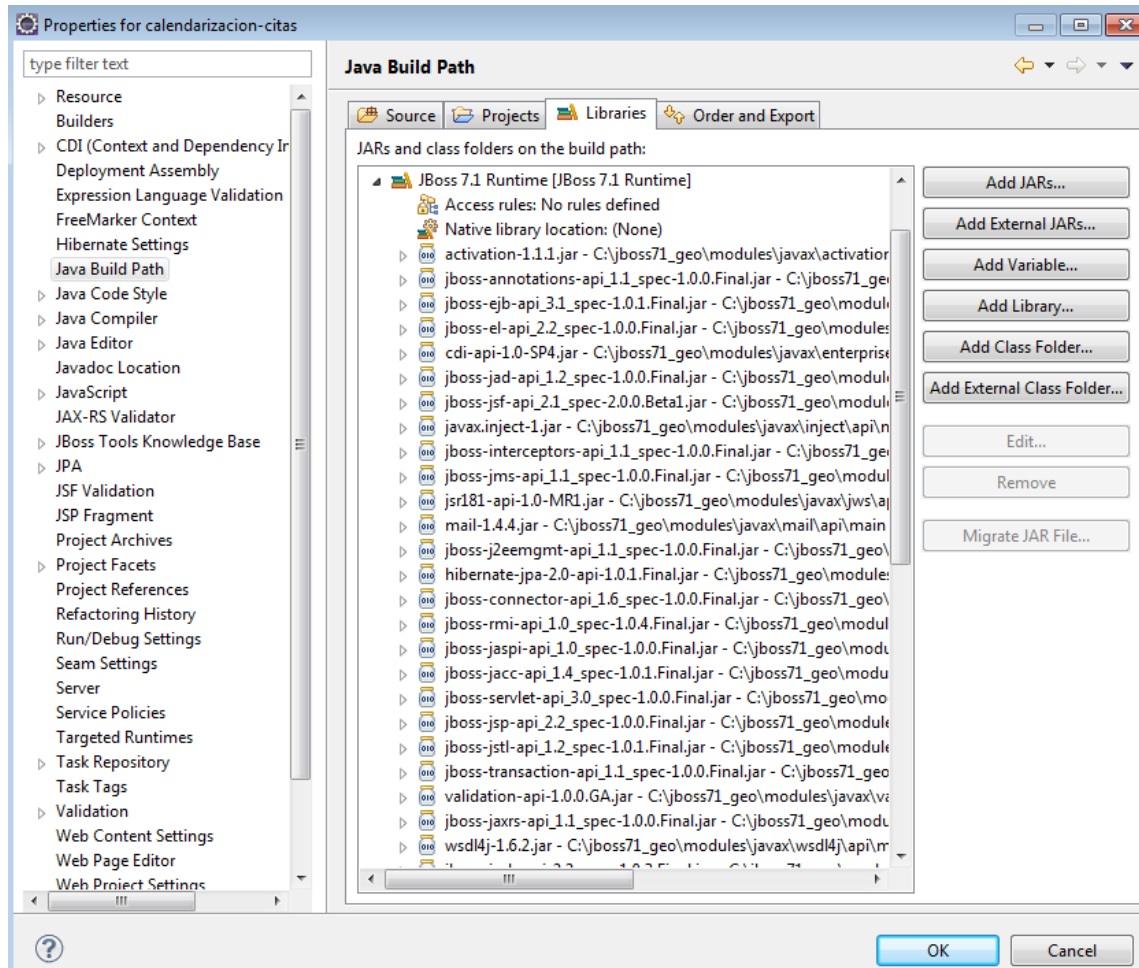 Properties for calendarizacion-citas
type filter text
Resource
Builders
CDI (Context and Dependency In
Deployment Assembly
Expression Language Validation
FreeMarker Context
Hibernate Settings
Java Build Path
Java Code Style
Java Compiler
Java Editor
Javadoc Location
JavaScript
JAX-RS Validator
JBoss Tools Knowledge Base
JPA
JSF Validation
JSP Fragment
Project Archives
Project Facets
Project References
Refactoring History
Run/Debug Settings
Seam Settings
Server
Service Policies
Targeted Runtimes
Task Repository
Task Tags
Validation
Web Content Settings
Web Page Editor
Web Project Settings
Java Build Path
Source Projects Libraries Order and Export
JARs and class folders on the build path:
JBoss 7.1 Runtime [JBoss 7.1 Runtime]
Access rules: No rules defined
Native library location: (None)
activation-1.1.1.jar - C:\jboss71_geo\modules\javax\activation
jboss-annotations-api_1.1_spec-1.0.0.Final.jar - C:\jboss71_ge
jboss-ejb-api_3.1_spec-1.0.1.Final.jar - C:\jboss71_geo\modul
jboss-el-api_2.2_spec-1.0.0.Final.jar - C:\jboss71_geo\modules
cdi-api-1.0-SP4.jar - C:\jboss71_geo\modules\javax\enterprise
jboss-jad-api_1.2_spec-1.0.0.Final.jar - C:\jboss71_geo\modul
jboss-jsf-api_2.1_spec-2.0.0.Beta1.jar - C:\jboss71_geo\modul
javax.inject-1.jar - C:\jboss71_geo\modules\javax\inject\api\n
jboss-interceptors-api_1.1_spec-1.0.0.Final.jar - C:\jboss71_ge
jboss-jms-api_1.1_spec-1.0.0.Final.jar - C:\jboss71_geo\modul
jsr181-api-1.0-MR1.jar - C:\jboss71_geo\modules\javax\jws\a
mail-1.4.4.jar - C:\jboss71_geo\modules\javax\mail\api\main
jboss-j2eemgmt-api_1.1_spec-1.0.0.Final.jar - C:\jboss71_geo\
hibernate-jpa-2.0-api-1.0.1.Final.jar - C:\jboss71_geo\modules
jboss-connector-api_1.6_spec-1.0.0.Final.jar - C:\jboss71_geo\
jboss-rmi-api_1.0_spec-1.0.4.Final.jar - C:\jboss71_geo\modul
jboss-jaspi-api_1.0_spec-1.0.0.Final.jar - C:\jboss71_geo\modu
jboss-jacc-api_1.4_spec-1.0.1.Final.jar - C:\jboss71_geo\modu
jboss-servlet-api_3.0_spec-1.0.0.Final.jar - C:\jboss71_geo\mo
jboss-jsp-api_2.2_spec-1.0.0.Final.jar - C:\jboss71_geo\module
jboss-jstl-api_1.2_spec-1.0.1.Final.jar - C:\jboss71_geo\module
jboss-transaction-api_1.1_spec-1.0.0.Final.jar - C:\jboss71_geo
validation-api-1.0.0.GA.jar - C:\jboss71_geo\modules\javax\va
jboss-jaxrs-api_1.1_spec-1.0.0.Final.jar - C:\jboss71_geo\modu
wsdl4j-1.6.2.jar - C:\jboss71_geo\modules\javax\wsdl4j\api\m
Add JARs...
Add External JARs...
Add Variable...
Add Library...
Add Class Folder...
Add External Class Folder...
Edit...
Remove
Migrate JAR File...
OK
Cancel